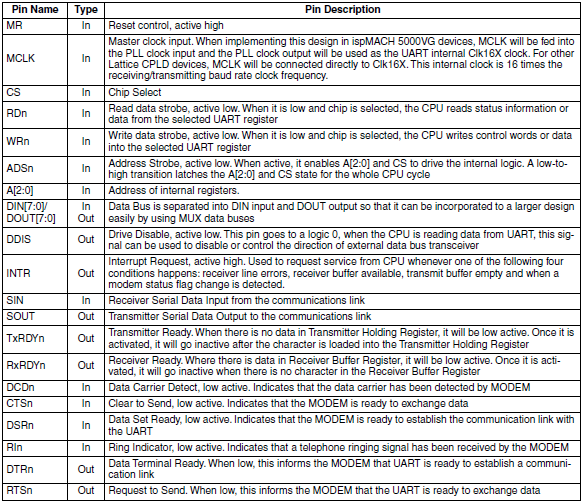 Pin Name Type Pin Description
MR In Reset control, active high
MCLK In Master clock input. When implementing this design in ispMACH 5000VG devices, MCLK will be fed into
the PLL clock input and the PLL clock output will be used as the UART internal Clk16X clock. For other
Lattice CPLD devices, MCLK will be connected directly to Clk16X. This internal clock is 16 times the
receiving/transmitting baud rate clock frequency.
CS In Chip Select
RDn In Read data strobe, active low. When it is low and chip is selected, the CPU reads status information or
data from the selected UART register
WRn In Write data strobe, active low. When it is low and chip is selected, the CPU writes control words or data
into the selected UART register
ADSn In Address Strobe, active low. When active, it enables A[2:0] and CS to drive the internal logic. A low-to-
high transition latches the A[2:0] and CS state for the whole CPU cycle
A[2:0] In Address of internal registers.
DIN[7:0]/ In Data Bus is separated into DIN input and DOUT output so that it can be incorporated to a larger design
DOUT[7:0] Out easily by using MUX data buses
DDIS Out Drive Disable, active low. This pin goes to a logic 0, when the CPU is reading data from UART, this sig-
nal can be used to disable or control the direction of external data bus transceiver
INTR Out Interrupt Request, active high. Used to request service from CPU whenever one of the following four
conditions happens: receiver line errors, receiver buffer available, transmit buffer empty and when a
modem status flag change is detected.
SIN In Receiver Serial Data Input from the communications link
SOUT Out Transmitter Serial Data Output to the communications link
TxRDYn Out Transmitter Ready. When there is no data in Transmitter Holding Register, it will be low active. Once it is
activated, it will go inactive after the character is loaded into the Transmitter Holding Register
RxRDYn Out Receiver Ready. Where there is data in Receiver Buffer Register, it will be low active. Once it is acti-
vated, it will go inactive when there is no character in the Receiver Buffer Register
DCDn In Data Carrier Detect, low active. Indicates that the data carrier has been detected by MODEM
CTSn In Clear to Send, low active. Indicates that the MODEM is ready to exchange data
DSRn In Data Set Ready, low active. Indicates that the MODEM is ready to establish the communication link with
the UART
RIn In Ring Indicator, low active. Indicates that a telephone ringing signal has been received by the MODEM
DTRn Out Data Terminal Ready. When low, this informs the MODEM that UART is ready to establish a communi-
cation link
RTSn Out Request to Send. When low, this informs the MODEM that the UART is ready to exchange data